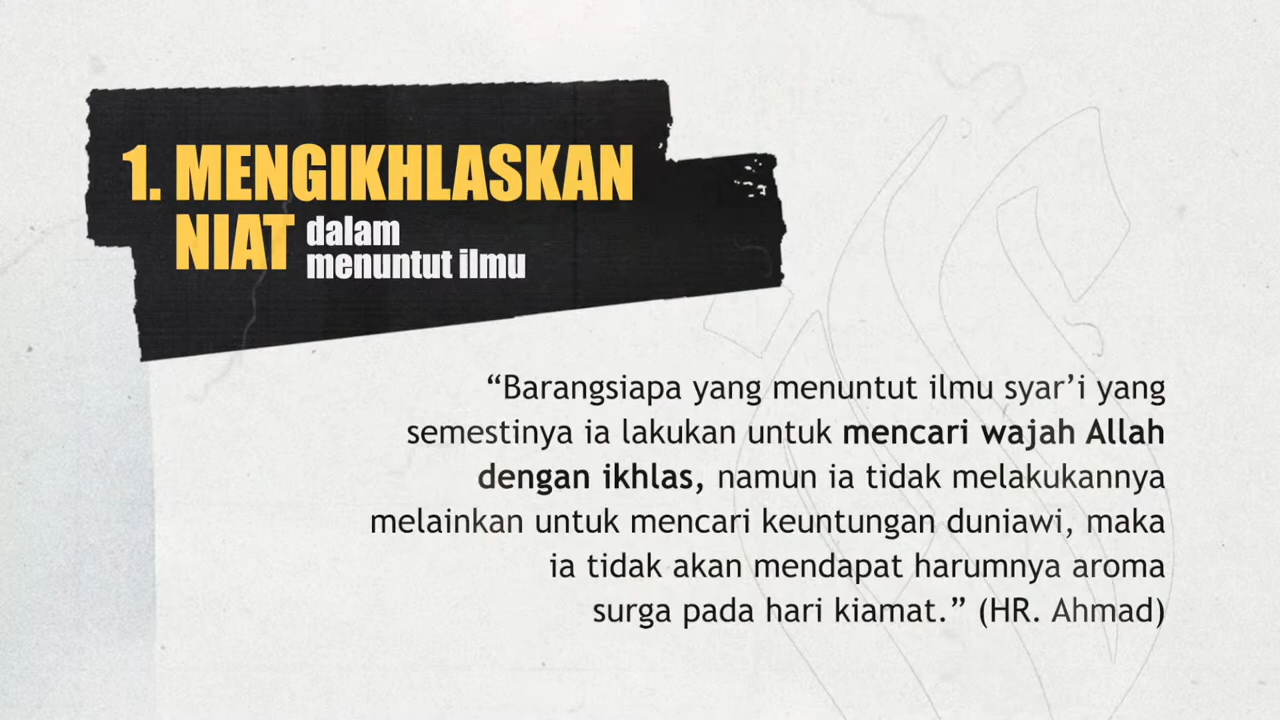 1. MENGIKHLASKAN
NIAT dalam
menuntut ilmu
“Barangsiapa yang menuntut ilmu syar’i yang
semestinya ia lakukan untuk mencari wajah Allah
dengan ikhlas, namun ia tidak melakukannya
melainkan untuk mencari keuntungan duniawi, maka
ia tidak akan mendapat harumnya aroma
surga pada hari kiamat.” (HR. Ahmad)